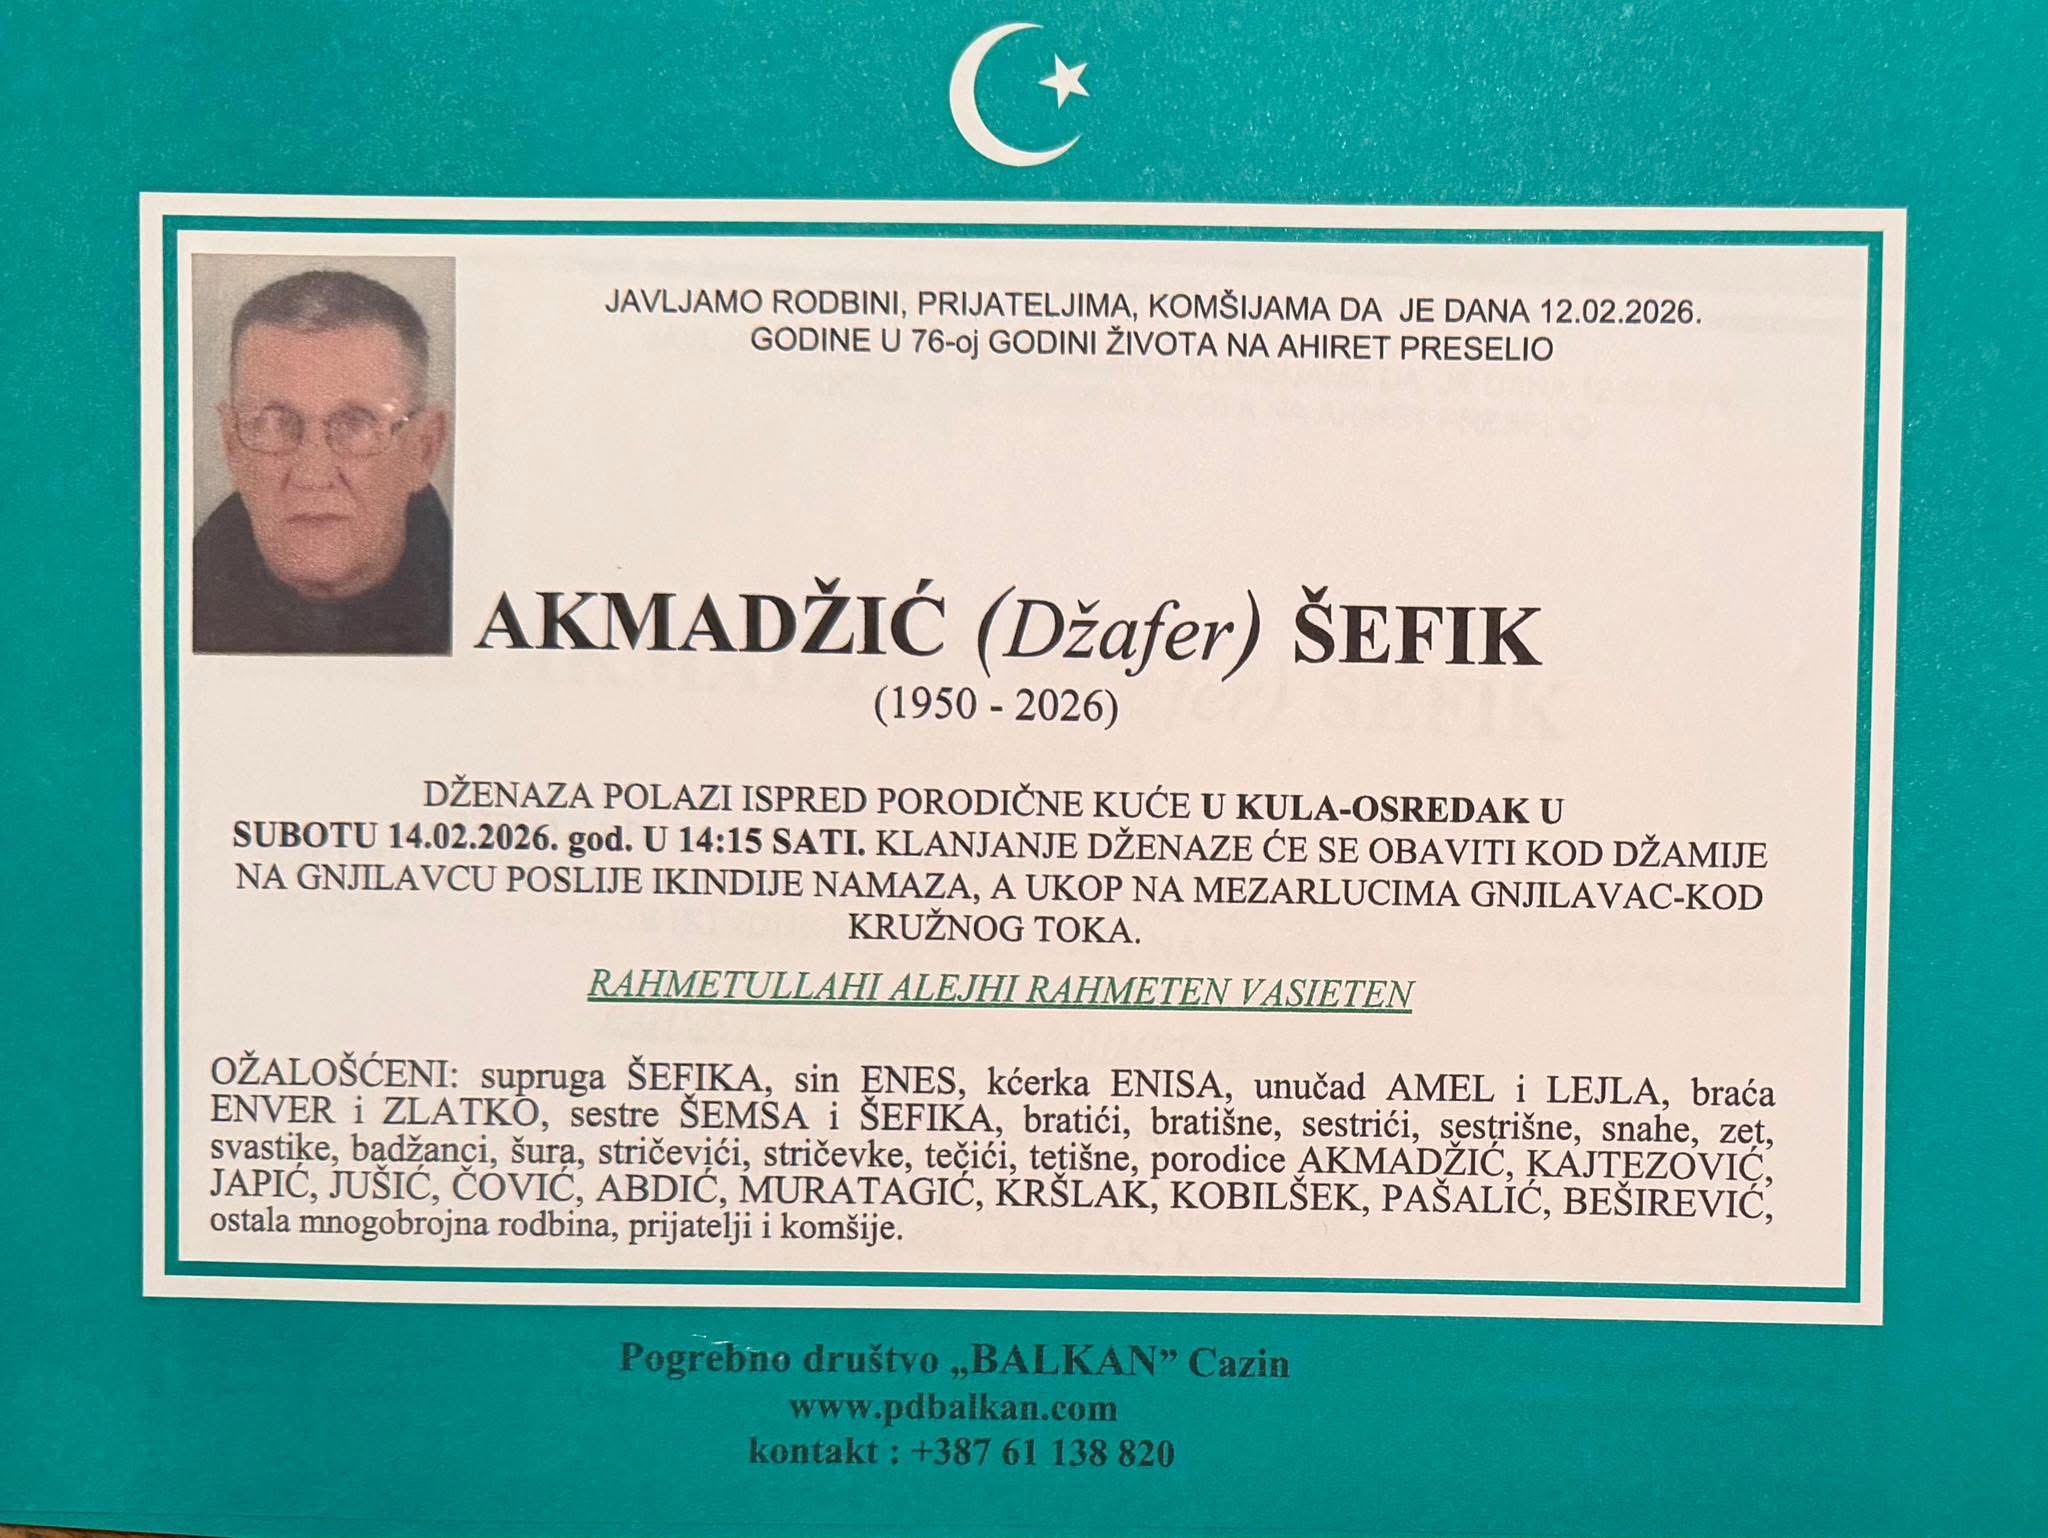 JAVLJAMO RODBINI, PRIJATELJIMA, KOMŠIJAMA DA JE DANA 12.02.2026.
GODINE U 76-oj GODINI ŽIVOTA NA AHIRET PRESELIO
AKMADŽIĆ (Džafer) ŠEFIK
(1950 - 2026)
DŽENAZA POLAZI ISPRED PORODIČNE KUĆE U KULA-OSREDAK U
SUBOTU 14.02.2026. god. U 14:15 SATI. KLANJANJE DŽENAZE ĆE SE OBAVITI KOD DŽAMIJE
NA GNJILAVCU POSLIJE IKINDIJE NAMAZA, A UKOP NA MEZARLUCIMA GNJILAVAC-KOD
KRUŽNOG TOKA.
RAHMETULLAHI ALEJHI RAHMETEN VASIETEN
OŽALOŠĆENI: supruga ŠEFIKA, sin ENES, kćerka ENISA, unučad AMEL i LEJLA, braća
ENVER i ZLATKO, sestre ŠEMSA i ŠEFIKA, bratići, bratišne, sestrići, sestrišne, snahe, zet,
svastike, badžanci, šura, stričevići, stričevke, tečići, tetišne, porodice AKMADŽIĆ, KAJTEZOVIĆ,
JAPIĆ, JUŠIĆ, ČOVIĆ, ABDIĆ, MURATAGIĆ, KRŠLAK, KOBILŠEK, PAŠALIĆ, BEŠIREVIĆ,
ostala mnogobrojna rodbina, prijatelji i komšije.
Pogrebno društvo „BALKAN” Cazin
www.pdbalkan.com
kontakt : +387 61 138 820